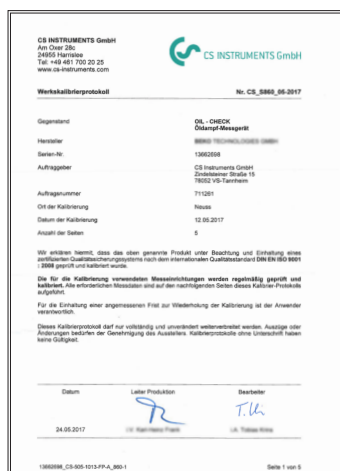 CS INSTRUMENTS GmbH
Am Oxer 28c
24955 Harrislee
Tel: +49 461 700 20 25
www.cs-instruments.com
CS INSTRUMENTS GmbH
Werkskalibrierprotokoll Nr. CS_S860_05-2017
Gegenstand OIL - CHECK
Öldampf-Messgerät
Hersteller
Serien-Nr. 13662698
Auftraggeber CS Instruments GmbH
Zindelsteiner Straße 15
78052 VS-Tannheim
Auftragsnummer 711261
Ort der Kalibrierung Neuss
Datum der Kalibrierung 12.05.2017
Anzahl der Seiten 5
Wir erklären hiermit, dass das oben genannte Produkt unter Beachtung und Einhaltung eines
zertifizierten Qualitätssicherungssystems nach dem internationalen Qualitätsstandard DIN EN ISO 9001
: 2008 geprüft und kalibriert wurde.
Die für die Kalibrierung verwendeten Messeinrichtungen werden regelmäßig geprüft und
kalibriert. Alle erforderlichen Messdaten sind auf den nachfolgenden Seiten dieses Kalibrier-Protokolls
aufgeführt.
Für die Einhaltung einer angemessenen Frist zur Wiederholung der Kalibrierung ist der Anwender
verantwortlich.
Dieses Kalibrierprotokoll darf nur vollständig und unverändert weiterverbreitet werden. Auszüge oder
Änderungen bedürfen der Genehmigung des Ausstellers. Kalibrierprotokolle ohne Unterschrift haben
keine Gültigkeit.
Datum Leiter Produktion Bearbeiter
24.05.2017
13662698_CS-505-1013-FP-A_860-1 Seite 1 von 5